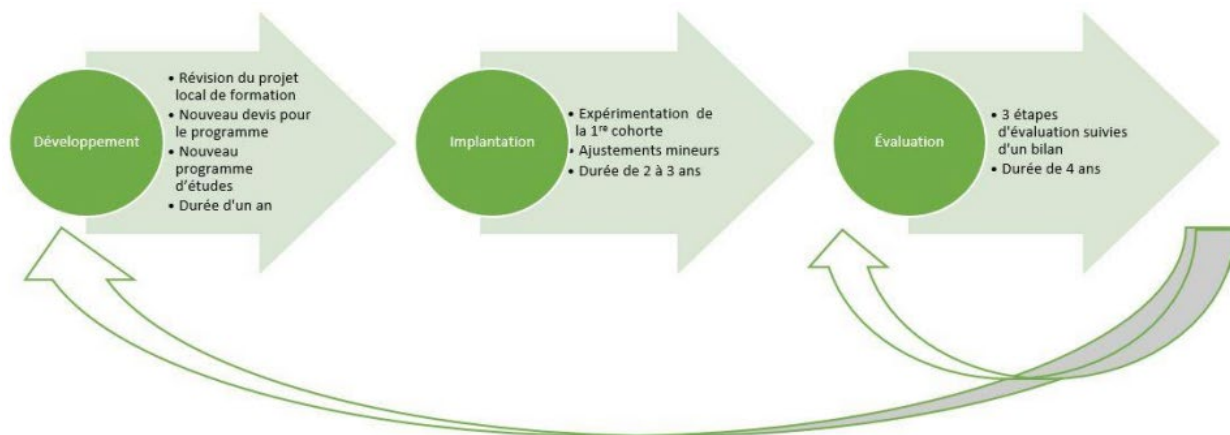 Développement
• Révision du projet
local de formation
• Nouveau devis pour
le programme
• Nouveau
programme
d'études
• Durée d'un an
Implantation
• Expérimentation de
la 1re cohorte
• Ajustements mineurs
• Durée de 2 à 3 ans
Évaluation
• 3 étapes
d'évaluation suivies
d'un bilan
• Durée de 4 ans